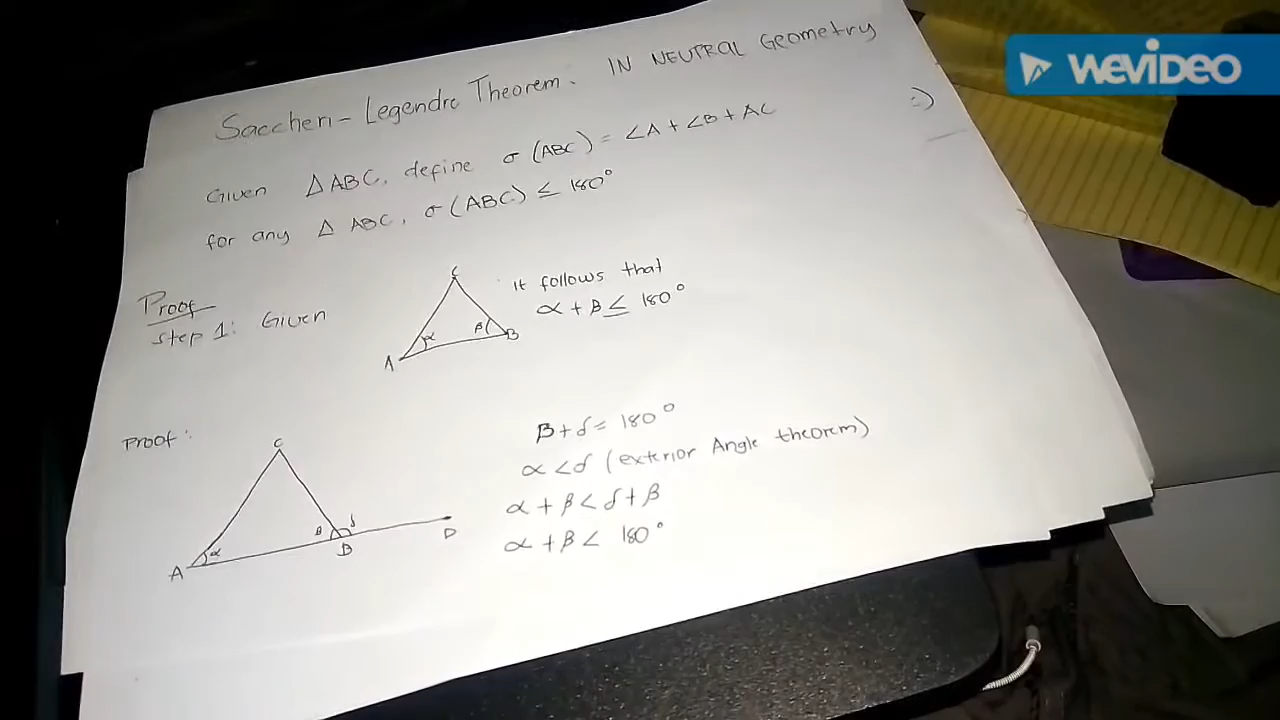 WEVIDEO
Saccheri - Legendre Theorem. IN NEUTRAL Geometry
:)
Given △ABC, define σ(ABC) = ∠A + ∠B + ∠C
for any △ ABC, σ(ABC) ≤ 180°
Proof
step 1: Given
C
α
β
A
B
it follows that
α + β ≤ 180°
Proof:
C
α
β
δ
A
B
D
β + δ = 180°
α < δ (exterior Angle theorem)
α + β < δ + β
α + β < 180°